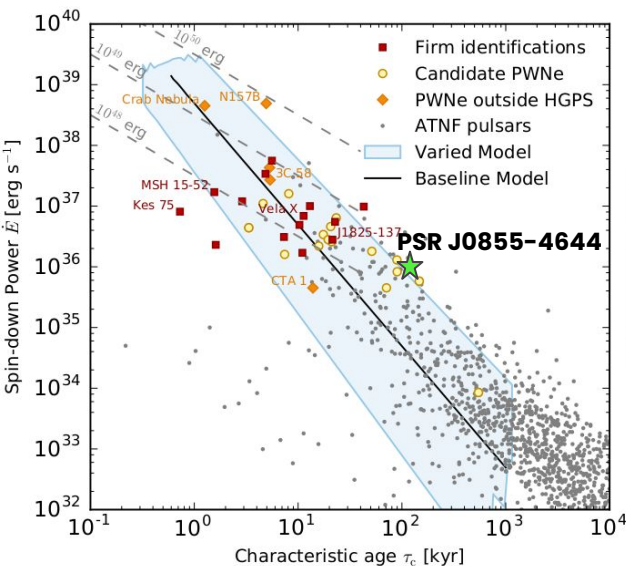 10^40
10^39
10^38
10^37
10^36
10^35
10^34
10^33
10^32
Spin-down Power Ė [erg s⁻¹]
10^50 erg
10^49 erg
10^48 erg
Firm identifications
Candidate PWNe
PWNe outside HGPS
ATNF pulsars
Varied Model
Baseline Model
Crab Nebula
N157B
3C 58
MSH 15-52
Kes 75
Vela X
J1825-137
PSR J0855-4644
CTA 1
10^-1
10^0
10^1
10^2
10^3
10^4
Characteristic age τc [kyr]